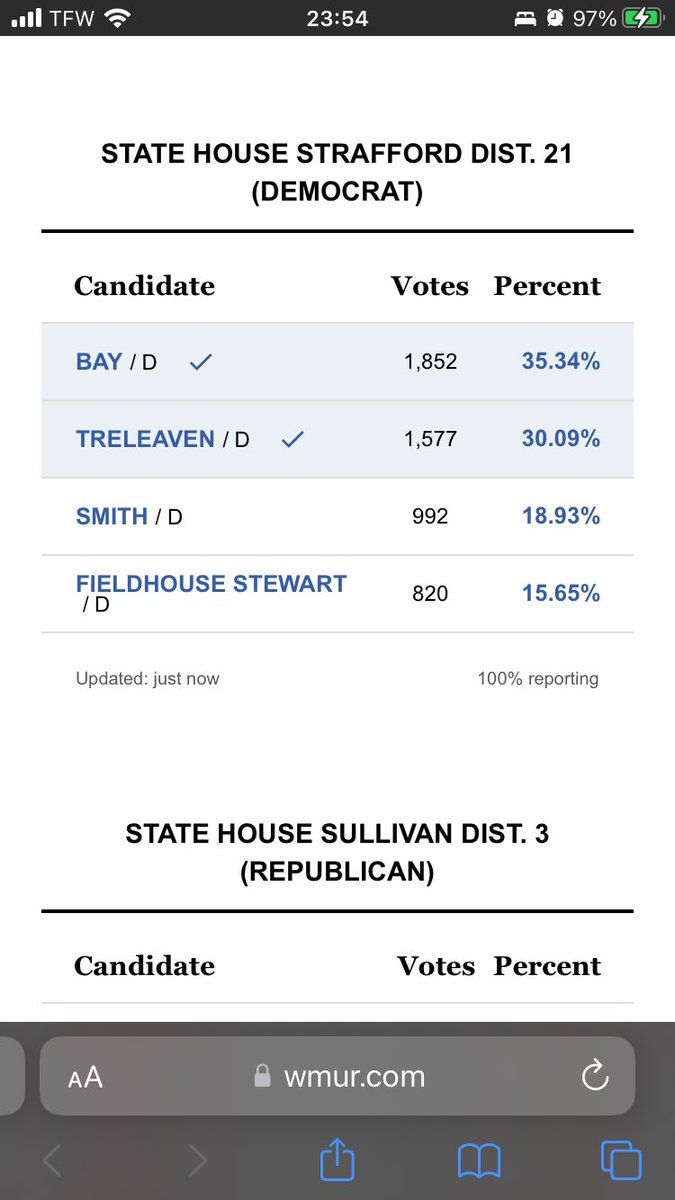 TFW 23:54 97%
STATE HOUSE STRAFFORD DIST. 21
(DEMOCRAT)
Candidate Votes Percent
BAY / D 1,852 35.34%
TRELEAVEN / D 1,577 30.09%
SMITH / D 992 18.93%
FIELDHOUSE STEWART
/ D 820 15.65%
Updated: just now 100% reporting
STATE HOUSE SULLIVAN DIST. 3
(REPUBLICAN)
Candidate Votes Percent
AA wmur.com